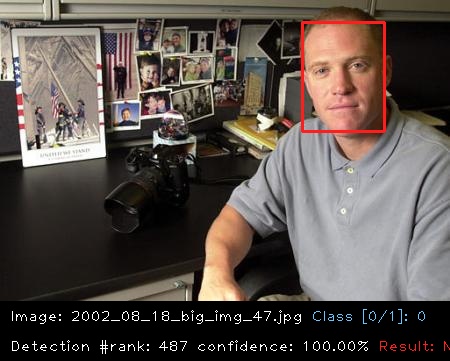 UNITED WE STAND
Image: 2002_08_18_big_img_47.jpg Class [0/1]: 0
Detection #rank: 487 confidence: 100.00% Result: